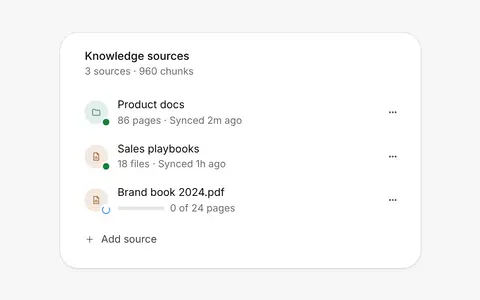 Knowledge sources
3 sources · 960 chunks
Product docs
86 pages · Synced 2m ago
Sales playbooks
18 files · Synced 1h ago
Brand book 2024.pdf
0 of 24 pages
+ Add source